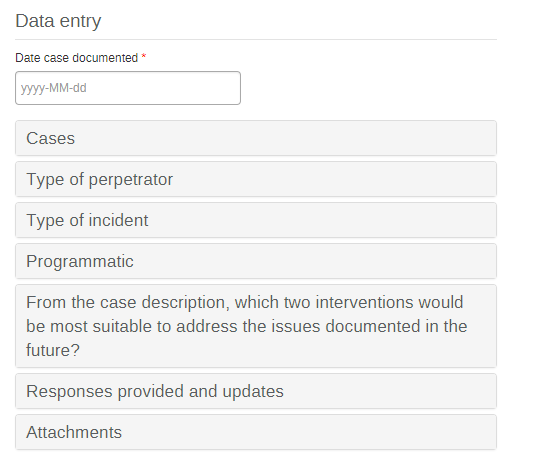 Data entry
Date case documented *
yyyy-MM-dd
Cases
Type of perpetrator
Type of incident
Programmatic
From the case description, which two interventions would
be most suitable to address the issues documented in the
future?
Responses provided and updates
Attachments